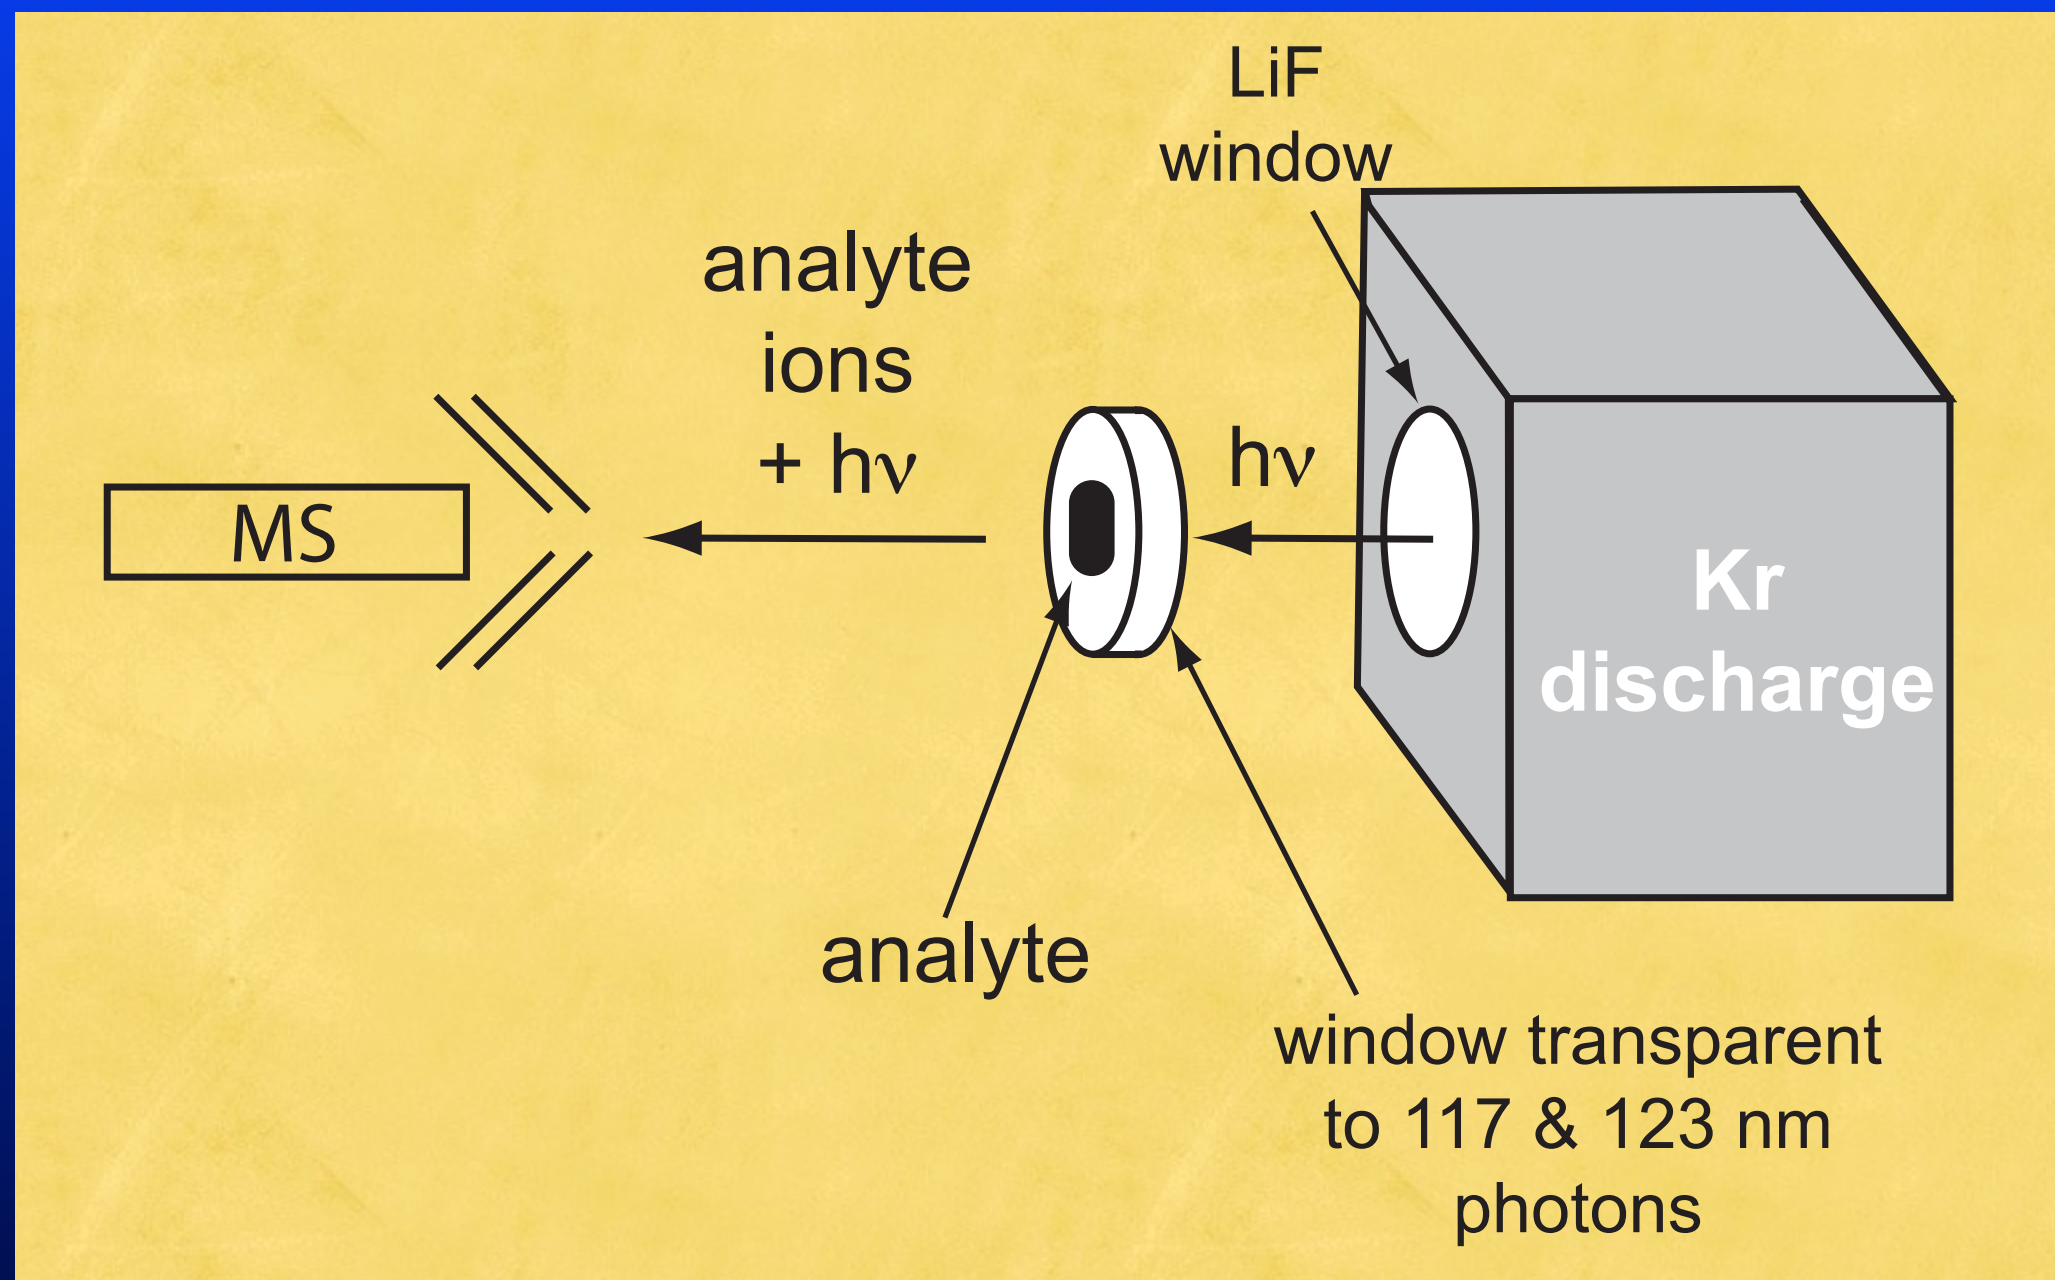 LiF
window
analyte
ions
+ hν
hν
MS
Kr
discharge
analyte
window transparent
to 117 & 123 nm
photons